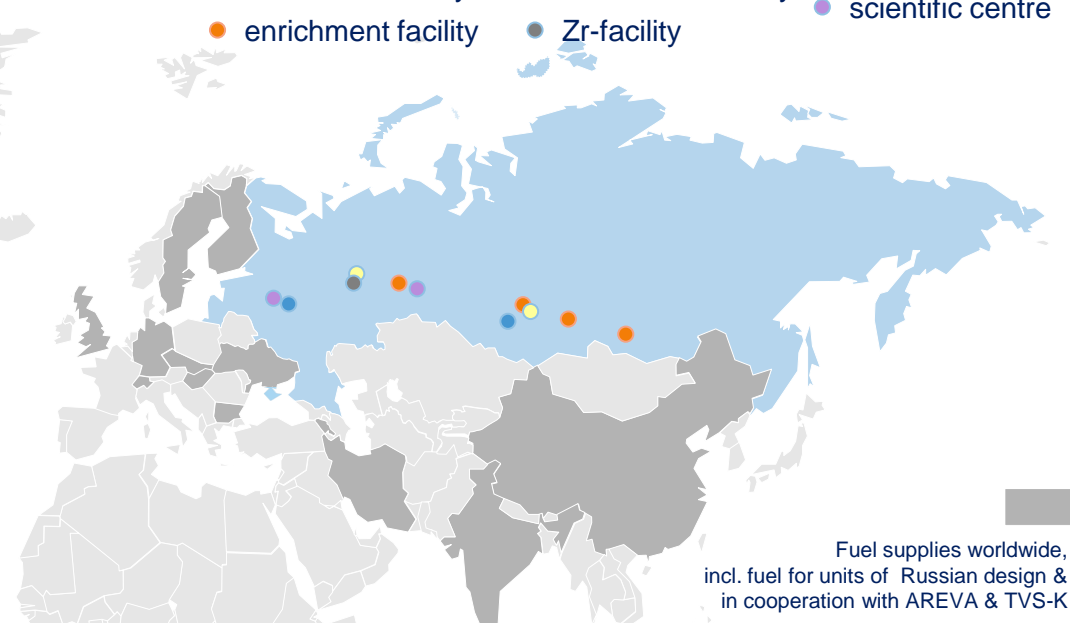 scientific centre
enrichment facility Zr-facility
Fuel supplies worldwide,
incl. fuel for units of Russian design &
in cooperation with AREVA & TVS-K